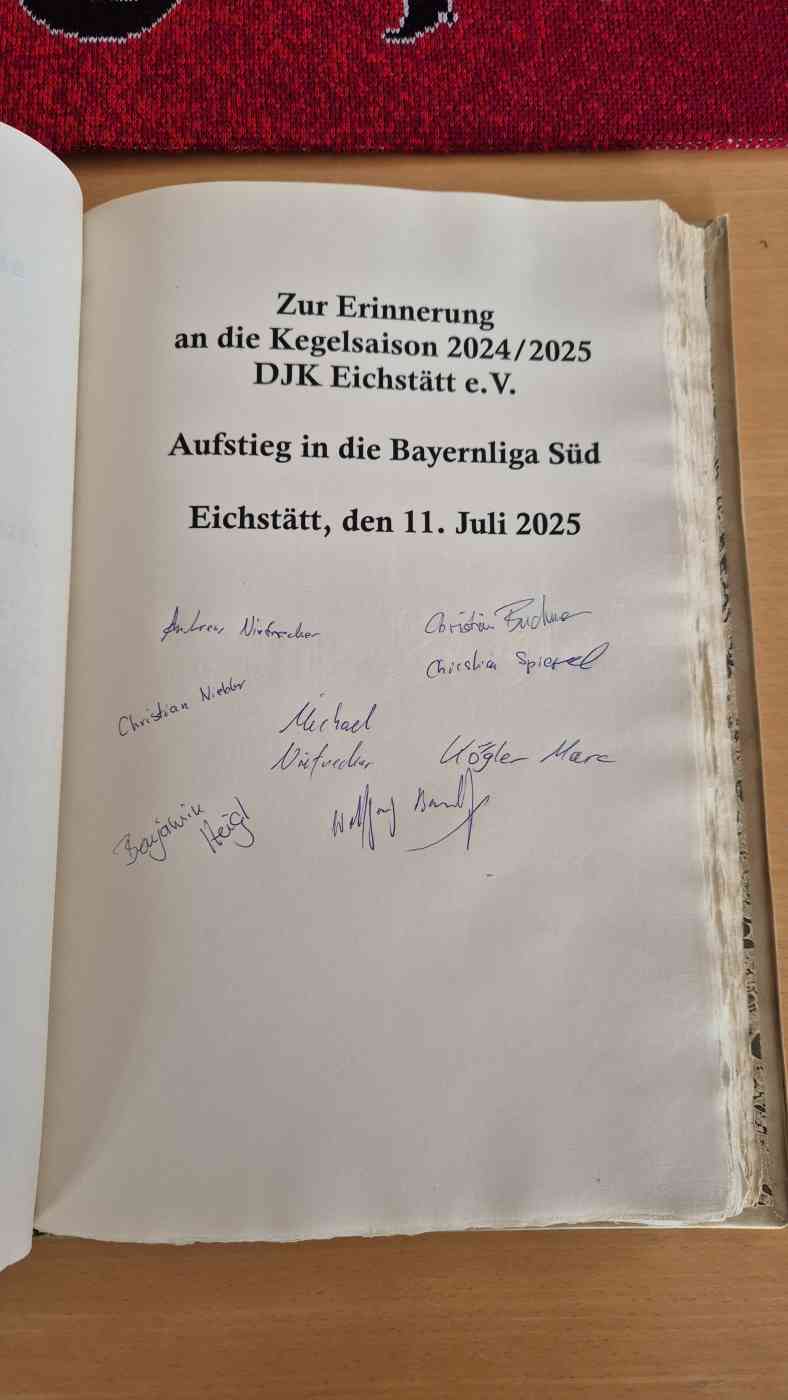 Zur Erinnerung
an die Kegelsaison 2024/2025
DJK Eichstätt e.V.
Aufstieg in die Bayernliga Süd
Eichstätt, den 11. Juli 2025
Andreas Niefnecker
Christian Buchner
Christian Spiegel
Christian Niebler
Michael
Niefnecker
Kögler Marc
Benjamin
Heigl
Wolfgang